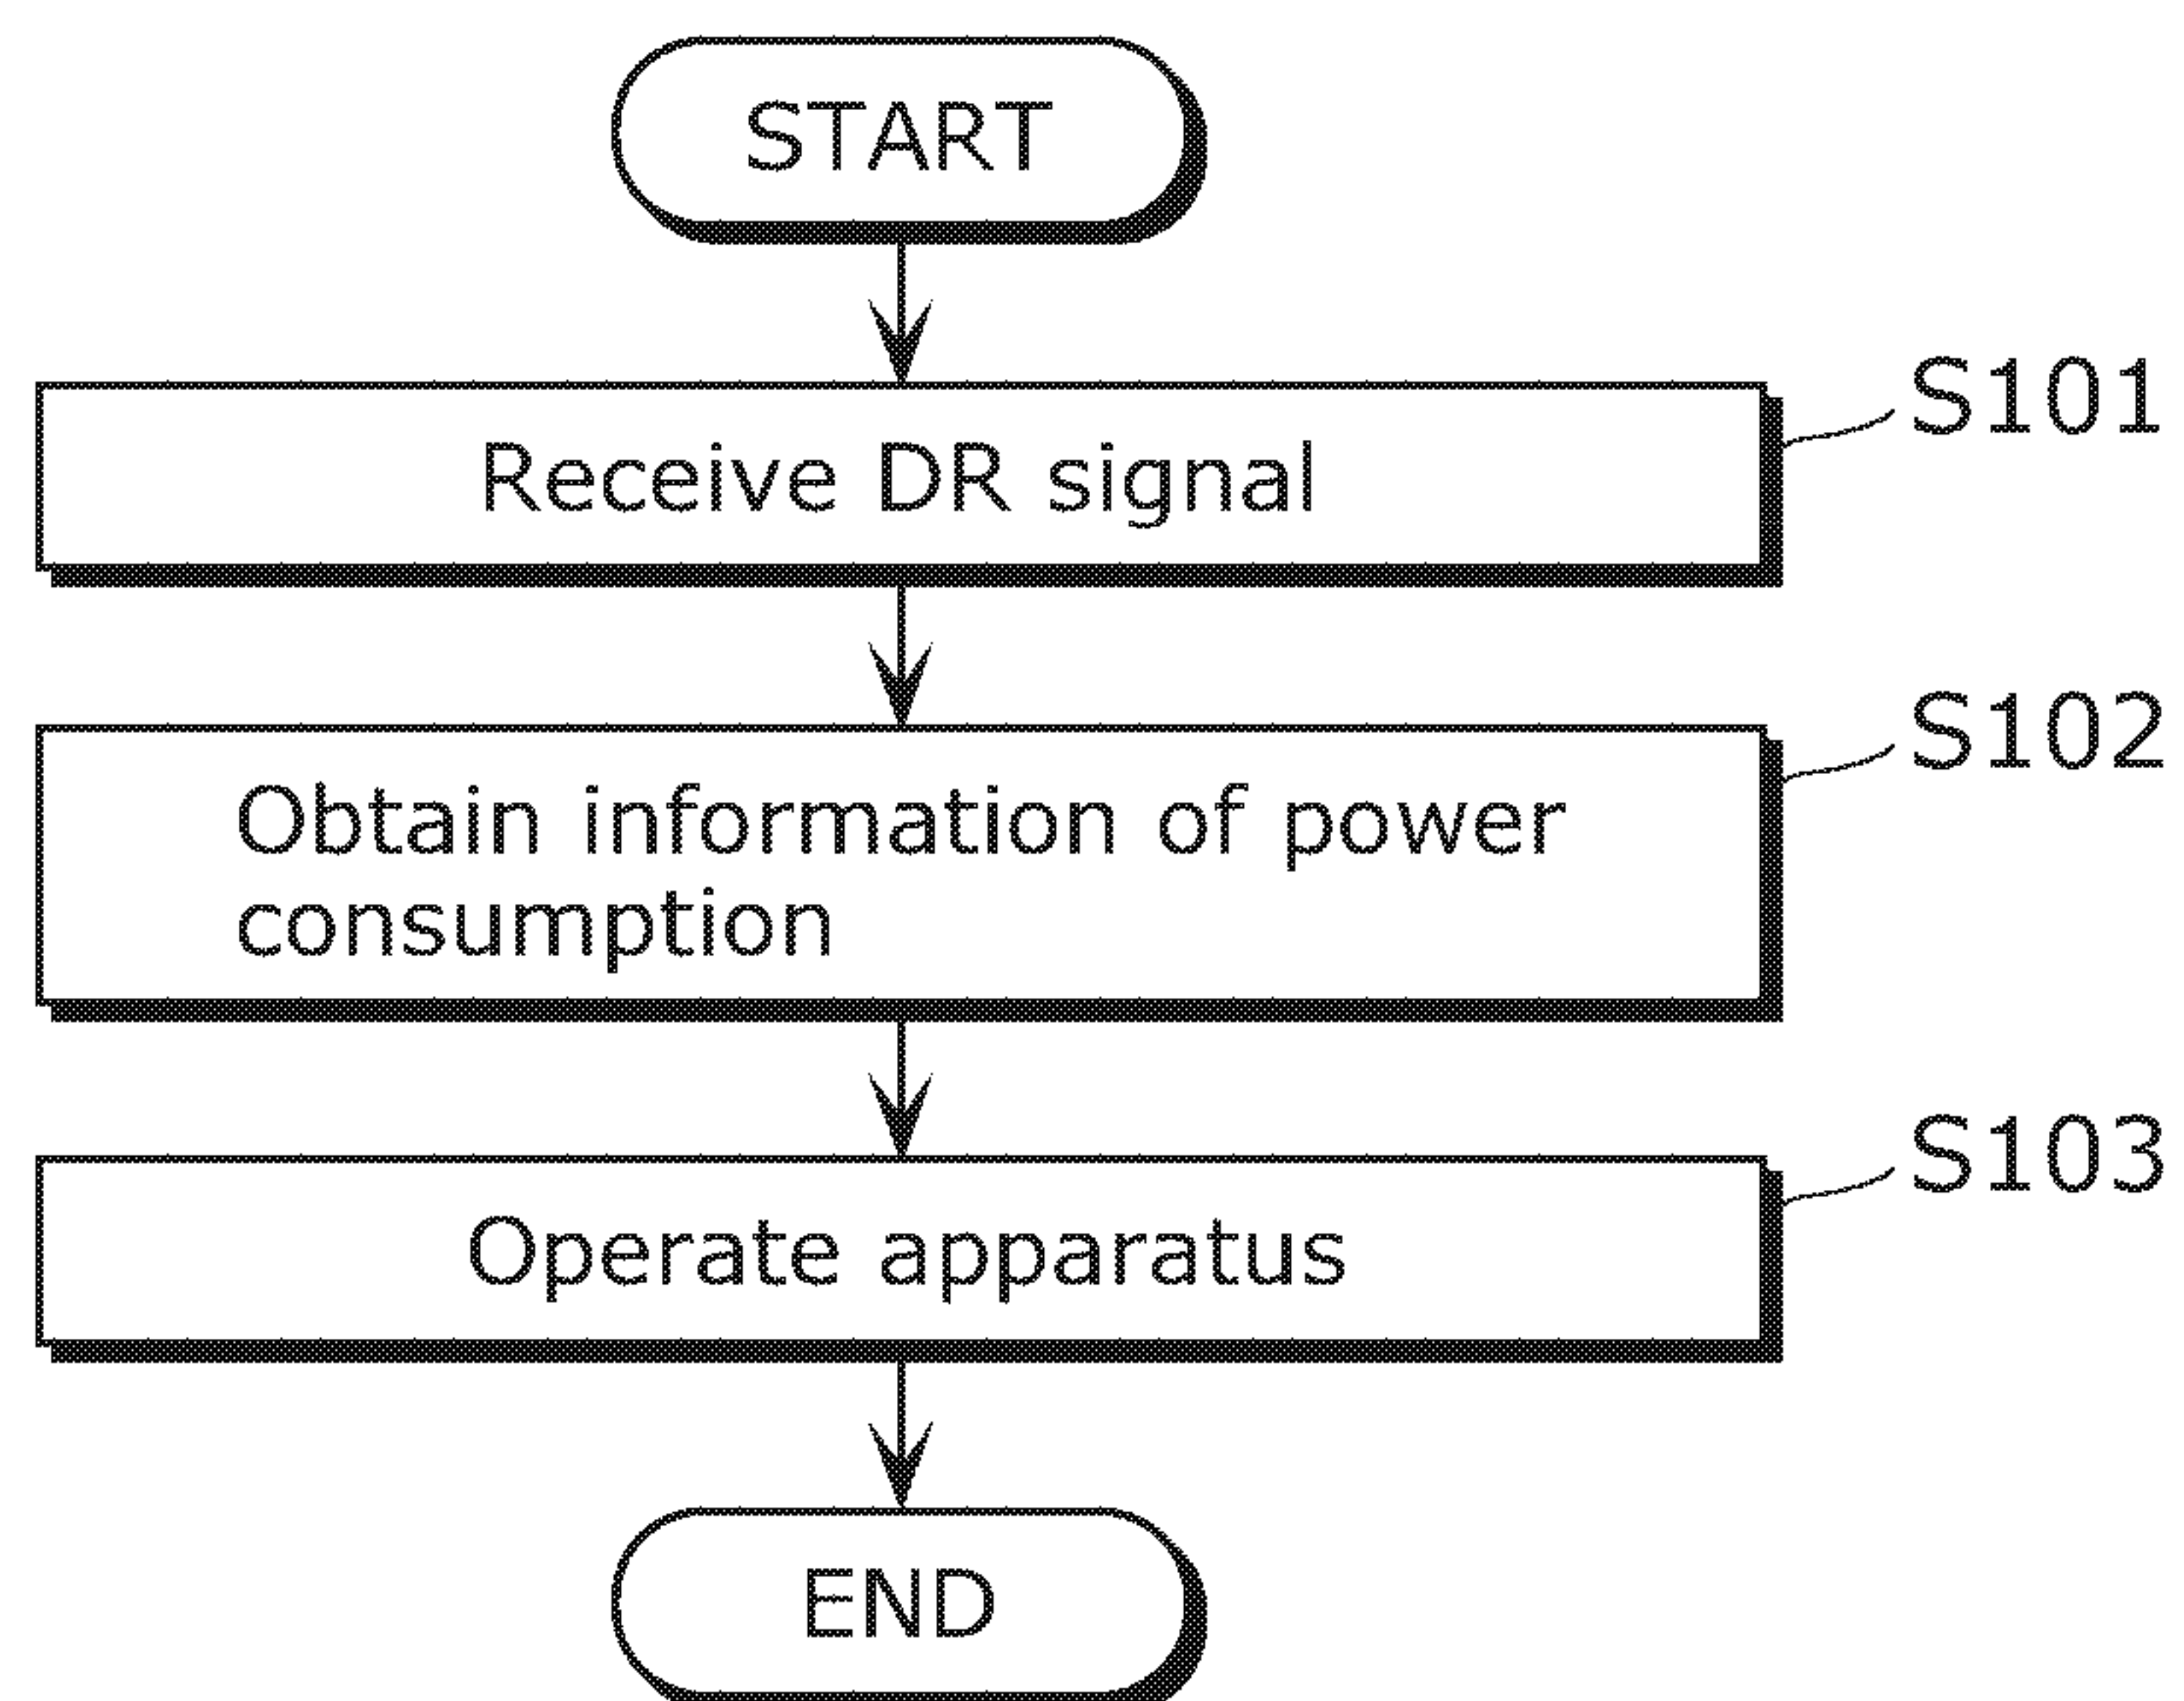 START
S101
Receive DR signal
S102
Obtain information of power
consumption
S103
Operate apparatus
END